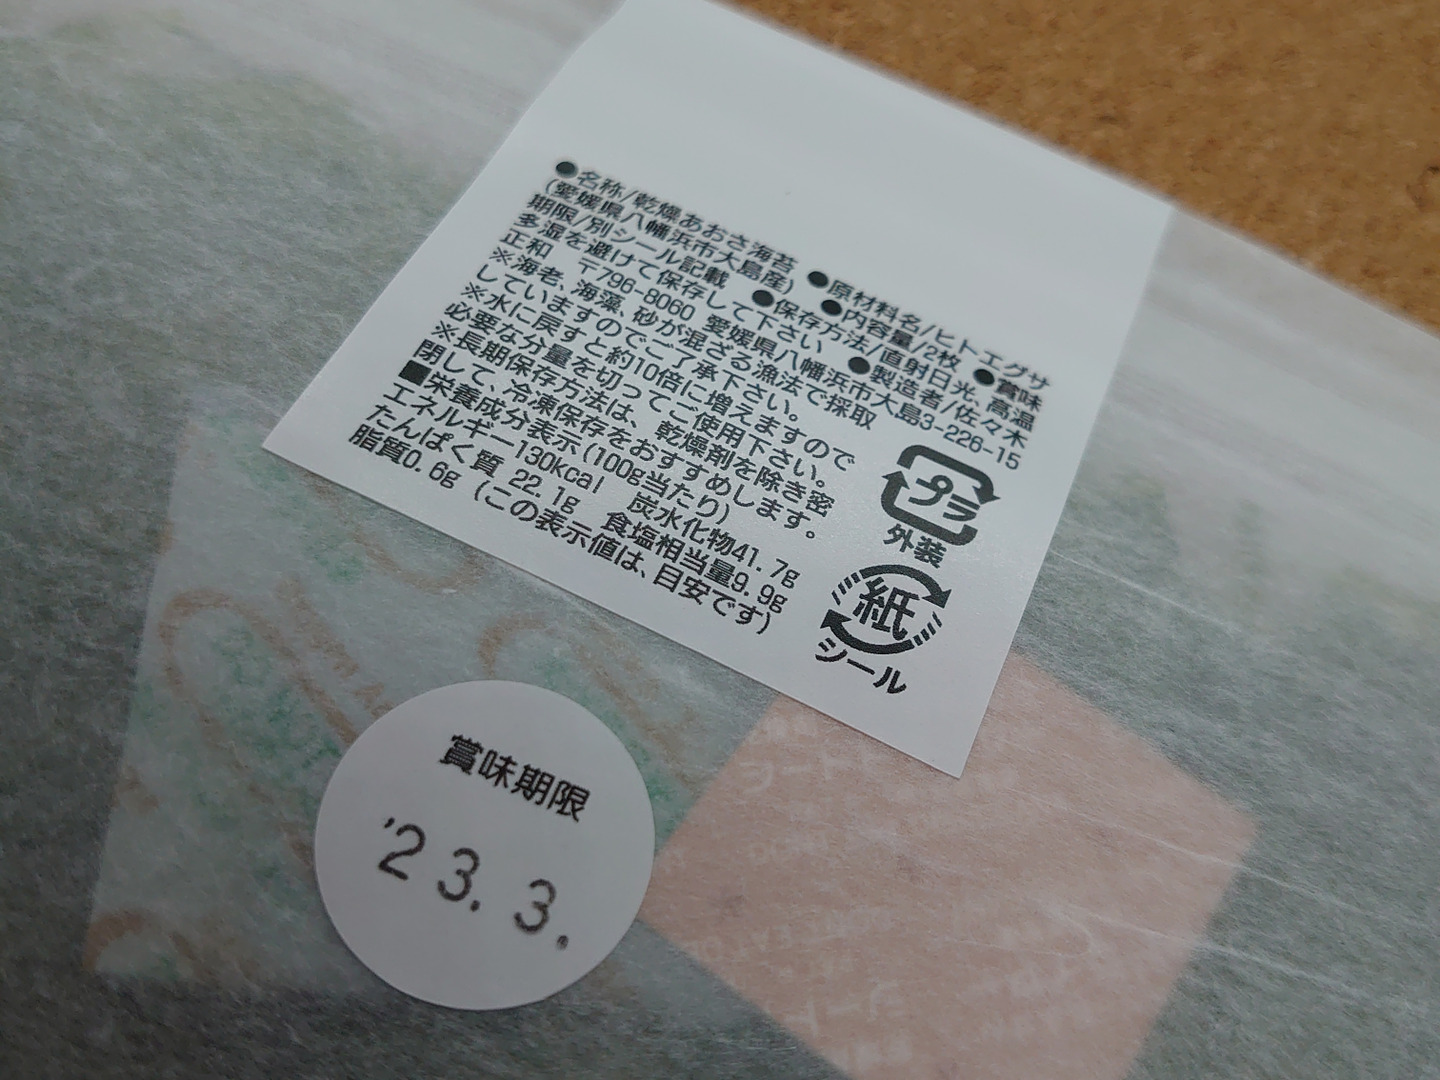 ●名称/乾燥あおさ海苔 ●原材料名/ヒトエグサ
(愛媛県八幡浜市大島産) ●内容量/2枚 ●賞味
期限/別シール記載 ●保存方法/直射日光、高温
多湿を避けて保存して下さい ●製造者/佐々木
正和 〒796-8060 愛媛県八幡浜市大島3-226-15
※海老、海藻、砂が混ざる漁法で採取
していますのでご了承下さい。
※水に戻すと約10倍に増えますので
必要な分量を切ってご使用下さい。
※長期保存方法は、乾燥剤を除き密
閉して、冷凍保存をおすすめします。
■栄養成分表示(100g当たり)
エネルギー130kcal 炭水化物41.7g
たんぱく質 22.1g 食塩相当量9.9g
脂質0.6g (この表示値は、目安です)
プラ
外装
紙
シール
賞味期限
'23.3.